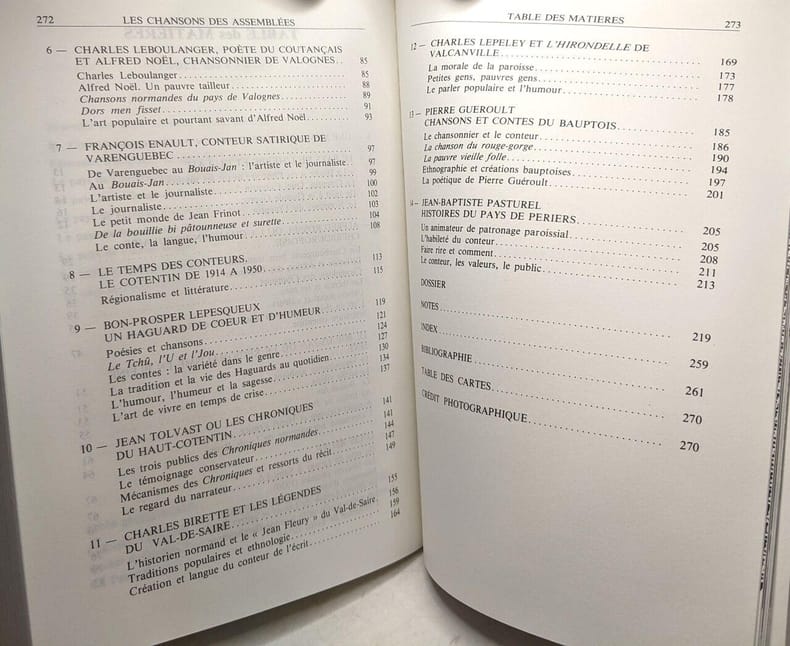 272 LES CHANSONS DES ASSEMBLÉES
6 — CHARLES LEBOULANGER, POÈTE DU COUTANÇAIS
ET ALFRED NOËL, CHANSONNIER DE VALOGNES.. 85
Charles Leboulanger 85
Alfred Noël. Un pauvre tailleur 88
Chansons normandes du pays de Valognes 89
Dors men fisset 91
L'art populaire et pourtant savant d'Alfred Noël 93
7 — FRANÇOIS ENAULT, CONTEUR SATIRIQUE DE
VARENGUEBEC 97
De Varenguebec au Bouais-Jan : l'artiste et le journaliste 97
Au Bouais-Jan 99
L'artiste et le journaliste 100
Le journaliste 102
Le petit monde de Jean Frinot 103
De la bouillie bi pâtounneuse et surette 104
Le conte, la langue, l'humour 108
8 — LE TEMPS DES CONTEURS.
LE COTENTIN DE 1914 A 1950 113
Régionalisme et littérature 115
9 — BON-PROSPER LEPESQUEUX
UN HAGUARD DE COEUR ET D'HUMEUR 119
Poésies et chansons 121
Le Tchû, l'U et l'Jou 124
Les contes : la variété dans le genre 127
La tradition et la vie des Haguards au quotidien 130
L'humour, l'humeur et la sagesse 134
L'art de vivre en temps de crise 137
10 — JEAN TOLVAST OU LES CHRONIQUES
DU HAUT-COTENTIN 141
Les trois publics des Chroniques normandes 141
Le témoignage conservateur 144
Mécanismes des Chroniques et ressorts du récit 147
Le regard du narrateur 149
11 — CHARLES BIRETTE ET LES LÉGENDES
DU VAL-DE-SAIRE 155
L'historien normand et le « Jean Fleury » du Val-de-Saire 156
Traditions populaires et ethnologie 159
Création et langue du conteur de l'écrit 164
TABLE DES MATIERES 273
12 — CHARLES LEPELEY ET L'HIRONDELLE DE
VALCANVILLE 169
La morale de la paroisse 173
Petites gens, pauvres gens 177
Le parler populaire et l'humour 178
13 — PIERRE GUEROULT
CHANSONS ET CONTES DU BAUPTOIS 185
Le chansonnier et le conteur 186
La chanson du rouge-gorge 190
La pauvre vieille folle 194
Ethnographie et créations bauptoises 197
La poétique de Pierre Guéroult 201
14 — JEAN-BAPTISTE PASTUREL
HISTOIRES DU PAYS DE PERIERS 205
Un animateur de patronage paroissial 205
L'habileté du conteur 208
Faire rire et comment 211
Le conteur, les valeurs, le public 213
DOSSIER
NOTES 219
INDEX 259
BIBLIOGRAPHIE 261
TABLE DES CARTES 270
CRÉDIT PHOTOGRAPHIQUE 270